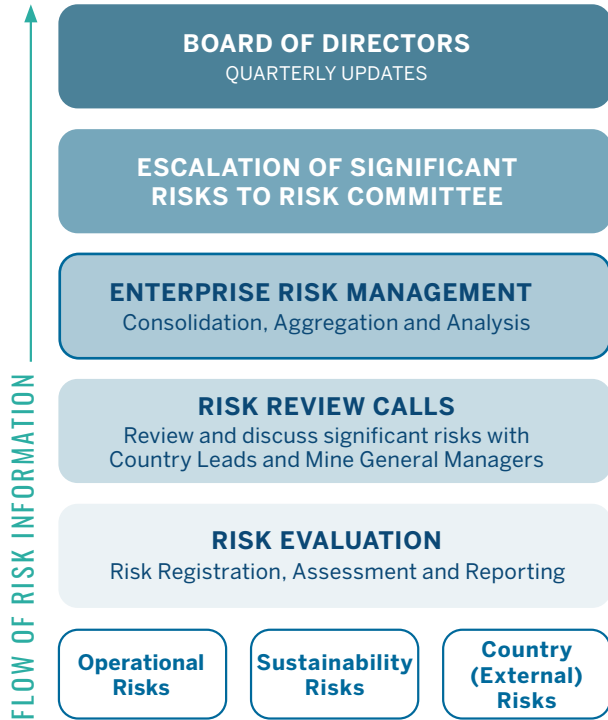 BOARD OF DIRECTORS
QUARTERLY UPDATES
ESCALATION OF SIGNIFICANT
RISKS TO RISK COMMITTEE
ENTERPRISE RISK MANAGEMENT
Consolidation, Aggregation and Analysis
RISK REVIEW CALLS
Review and discuss significant risks with
Country Leads and Mine General Managers
RISK EVALUATION
Risk Registration, Assessment and Reporting
Operational
Risks
Sustainability
Risks
Country
(External)
Risks
FLOW OF RISK INFORMATION